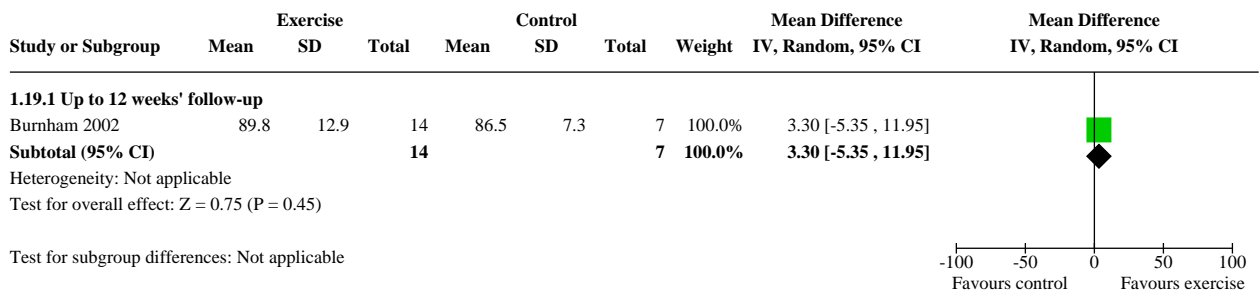 Exercise Control Mean Difference Mean Difference
Study or Subgroup Mean SD Total Mean SD Total Weight IV, Random, 95% CI IV, Random, 95% CI
1.19.1 Up to 12 weeks' follow-up
Burnham 2002 89.8 12.9 14 86.5 7.3 7 100.0% 3.30 [-5.35 , 11.95]
Subtotal (95% CI) 14 7 100.0% 3.30 [-5.35 , 11.95]
Heterogeneity: Not applicable
Test for overall effect: Z = 0.75 (P = 0.45)
Test for subgroup differences: Not applicable
-100 -50 0 50 100
Favours control Favours exercise